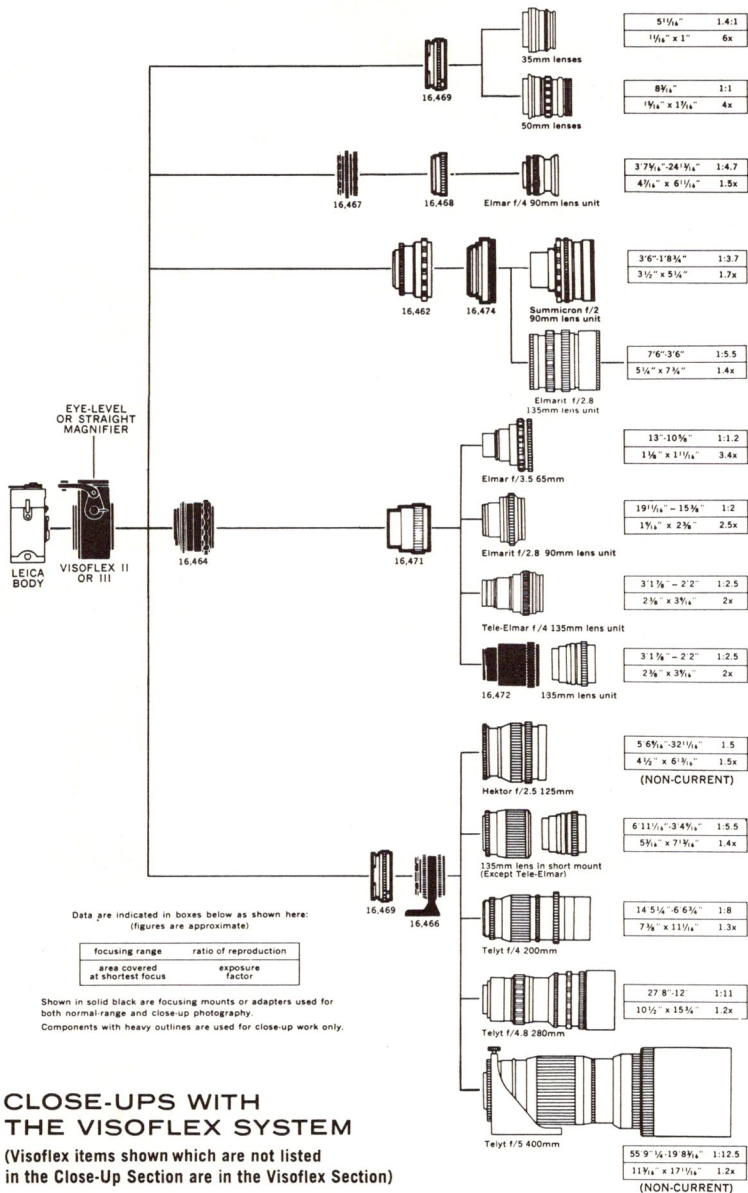 5 11/16" 1.4:1
11/16" x 1" 6x
35mm lenses
16,469
8 3/16" 1:1
15/16" x 1 7/16" 4x
50mm lenses
3'7 5/16"-24 13/16" 1:4.7
4 3/16" x 6 11/16" 1.5x
16,467
16,468
Elmar f/4 90mm lens unit
3'6"-1'8 3/4" 1:3.7
3 1/2" x 5 1/4" 1.7x
16,462
16,474
Summicron f/2
90mm lens unit
7'6"-3'6" 1:5.5
5 1/4" x 7 3/4" 1.4x
Elmarit f/2.8
135mm lens unit
EYE-LEVEL
OR STRAIGHT
MAGNIFIER
13"-10 5/8" 1:1.2
1 1/8" x 1 11/16" 3.4x
Elmar f/3.5 65mm
LEICA
BODY
VISOFLEX II
OR III
16,464
16,471
19 11/16" – 15 3/8" 1:2
1 9/16" x 2 3/8" 2.5x
Elmarit f/2.8 90mm lens unit
3'1 7/8" – 2'2" 1:2.5
2 3/8" x 3 9/16" 2x
Tele-Elmar f/4 135mm lens unit
3'1 7/8" – 2'2" 1:2.5
2 3/8" x 3 9/16" 2x
16,472
135mm lens unit
5'6 9/16"-32 11/16" 1.5
4 1/2" x 6 13/16" 1.5x
(NON-CURRENT)
Hektor f/2.5 125mm
6'11 1/16"-3'4 9/16" 1:5.5
5 3/16" x 7 13/16" 1.4x
135mm lens in short mount
(Except Tele-Elmar)
16,469
16,466
14'5 1/4"-6'6 3/4" 1:8
7 3/8" x 11 1/16" 1.3x
Telyt f/4 200mm
27'8"-12' 1:11
10 1/2" x 15 3/4" 1.2x
Telyt f/4.8 280mm
Telyt f/5 400mm
55'9" 1/4-19'8 3/16" 1:12.5
11 3/16" x 17 11/16" 1.2x
(NON-CURRENT)
Data are indicated in boxes below as shown here:
(figures are approximate)
focusing range ratio of reproduction
area covered exposure
at shortest focus factor
Shown in solid black are focusing mounts or adapters used for
both normal-range and close-up photography.
Components with heavy outlines are used for close-up work only.
CLOSE-UPS WITH
THE VISOFLEX SYSTEM
(Visoflex items shown which are not listed
in the Close-Up Section are in the Visoflex Section)